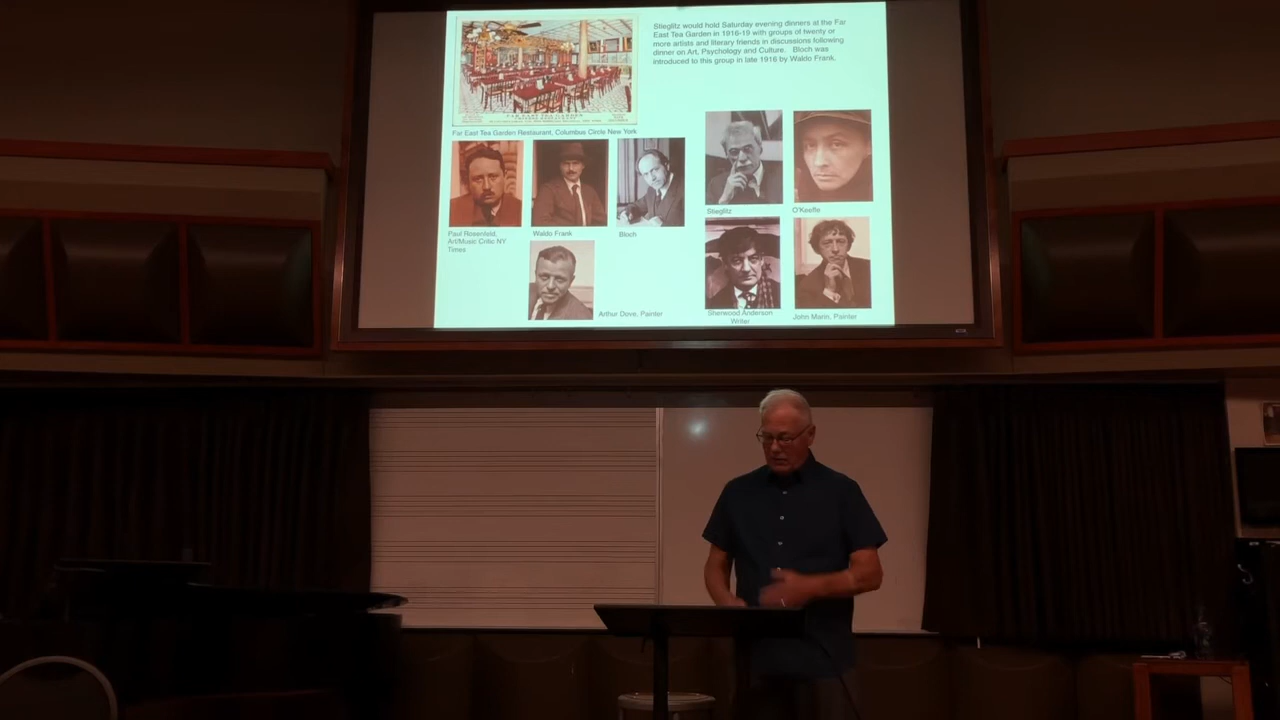 Stieglitz would hold Saturday evening dinners at the Far
East Tea Garden in 1916-19 with groups of twenty or
more artists and literary friends in discussions following
dinner on Art, Psychology and Culture. Bloch was
introduced to this group in late 1916 by Waldo Frank.
FAR EAST TEA GARDEN
Far East Tea Garden Restaurant, Columbus Circle New York
Paul Rosenfeld,
Art/Music Critic NY
Times
Waldo Frank
Bloch
Stieglitz
O'Keeffe
Arthur Dove, Painter
Sherwood Anderson
Writer
John Marin, Painter